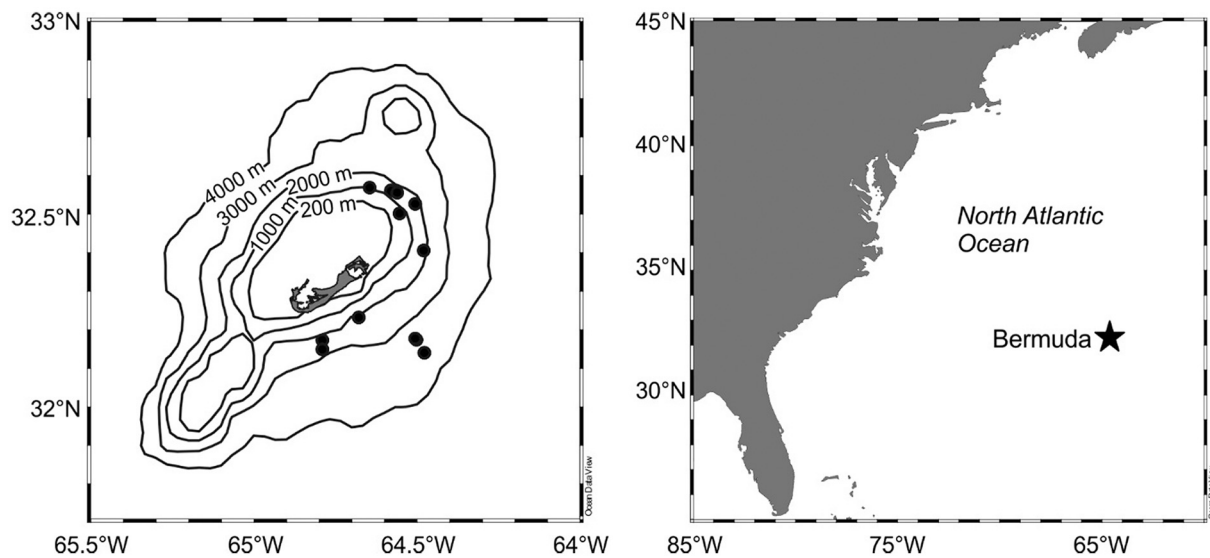 33°N
32.5°N
32°N
65.5°W
65°W
64.5°W
64°W
4000 m
3000 m
2000 m
1000 m
200 m
Ocean Data View
45°N
40°N
35°N
30°N
85°W
75°W
65°W
North Atlantic
Ocean
Bermuda